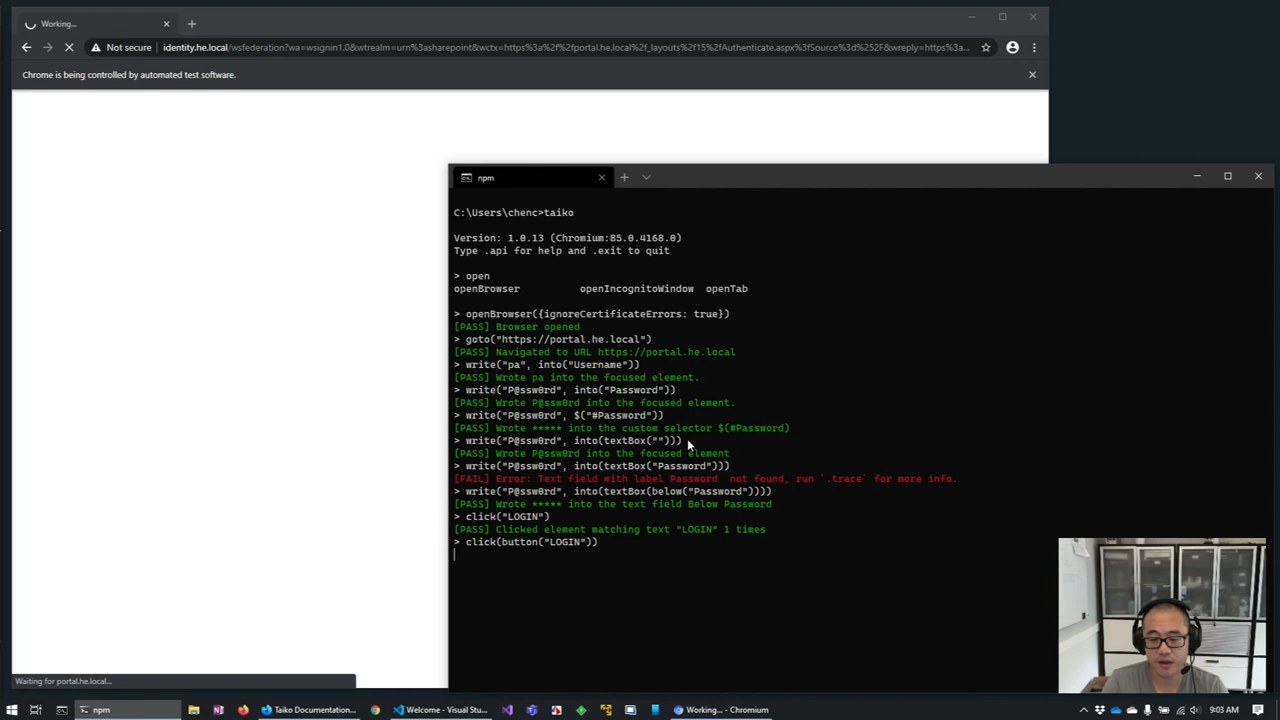 Working...
Not secure
identity.he.local/wsfederation?wa=wsignin1.0&wtrealm=urn%3asharepoint&wctx=https%3a%2f%2fportal.he.local%2f_layouts%2f15%2fAuthenticate.aspx%3fSource%3d%252F&wreply=https%3a...
Chrome is being controlled by automated test software.
npm
C:\Users\chenc>taiko
Version: 1.0.13 (Chromium:85.0.4168.0)
Type .api for help and .exit to quit
> open
openBrowser openIncognitoWindow openTab
> openBrowser({ignoreCertificateErrors: true})
[PASS] Browser opened
> goto("https://portal.he.local")
[PASS] Navigated to URL https://portal.he.local
> write("pa", into("Username"))
[PASS] Wrote pa into the focused element.
> write("P@ssw0rd", into("Password"))
[PASS] Wrote P@ssw0rd into the focused element.
> write("P@ssw0rd", $("#Password"))
[PASS] Wrote ***** into the custom selector $(#Password)
> write("P@ssw0rd", into(textBox("")))
[PASS] Wrote P@ssw0rd into the focused element
> write("P@ssw0rd", into(textBox("Password")))
[FAIL] Error: Text field with label Password  not found, run `.trace` for more info.
> write("P@ssw0rd", into(textBox(below("Password"))))
[PASS] Wrote ***** into the text field Below Password
> click("LOGIN")
[PASS] Clicked element matching text "LOGIN" 1 times
> click(button("LOGIN"))
Waiting for portal.he.local...
npm
Taiko Documentation...
Welcome - Visual Stu...
Working... - Chromium
9:03 AM